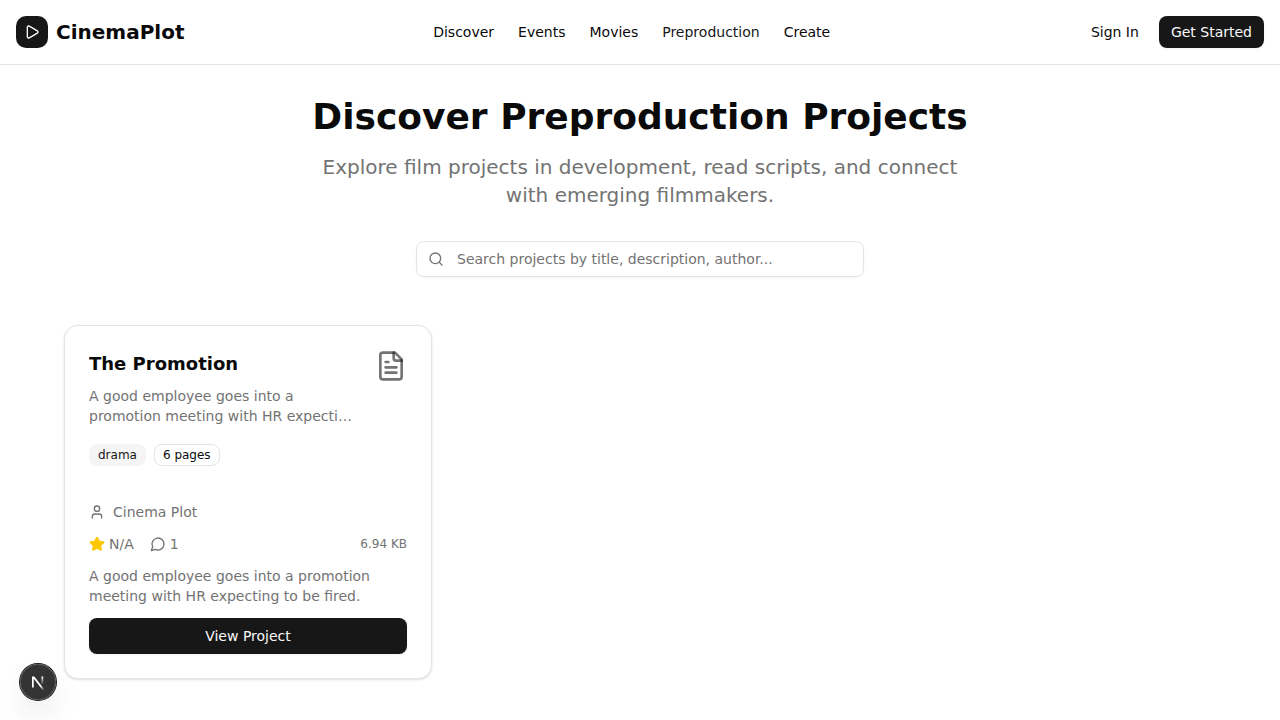 CinemaPlot
Discover Events Movies Preproduction Create
Sign In Get Started
Discover Preproduction Projects
Explore film projects in development, read scripts, and connect
with emerging filmmakers.
Search projects by title, description, author...
The Promotion
A good employee goes into a
promotion meeting with HR expecti...
drama 6 pages
Cinema Plot
N/A 1 6.94 KB
A good employee goes into a promotion
meeting with HR expecting to be fired.
View Project
N